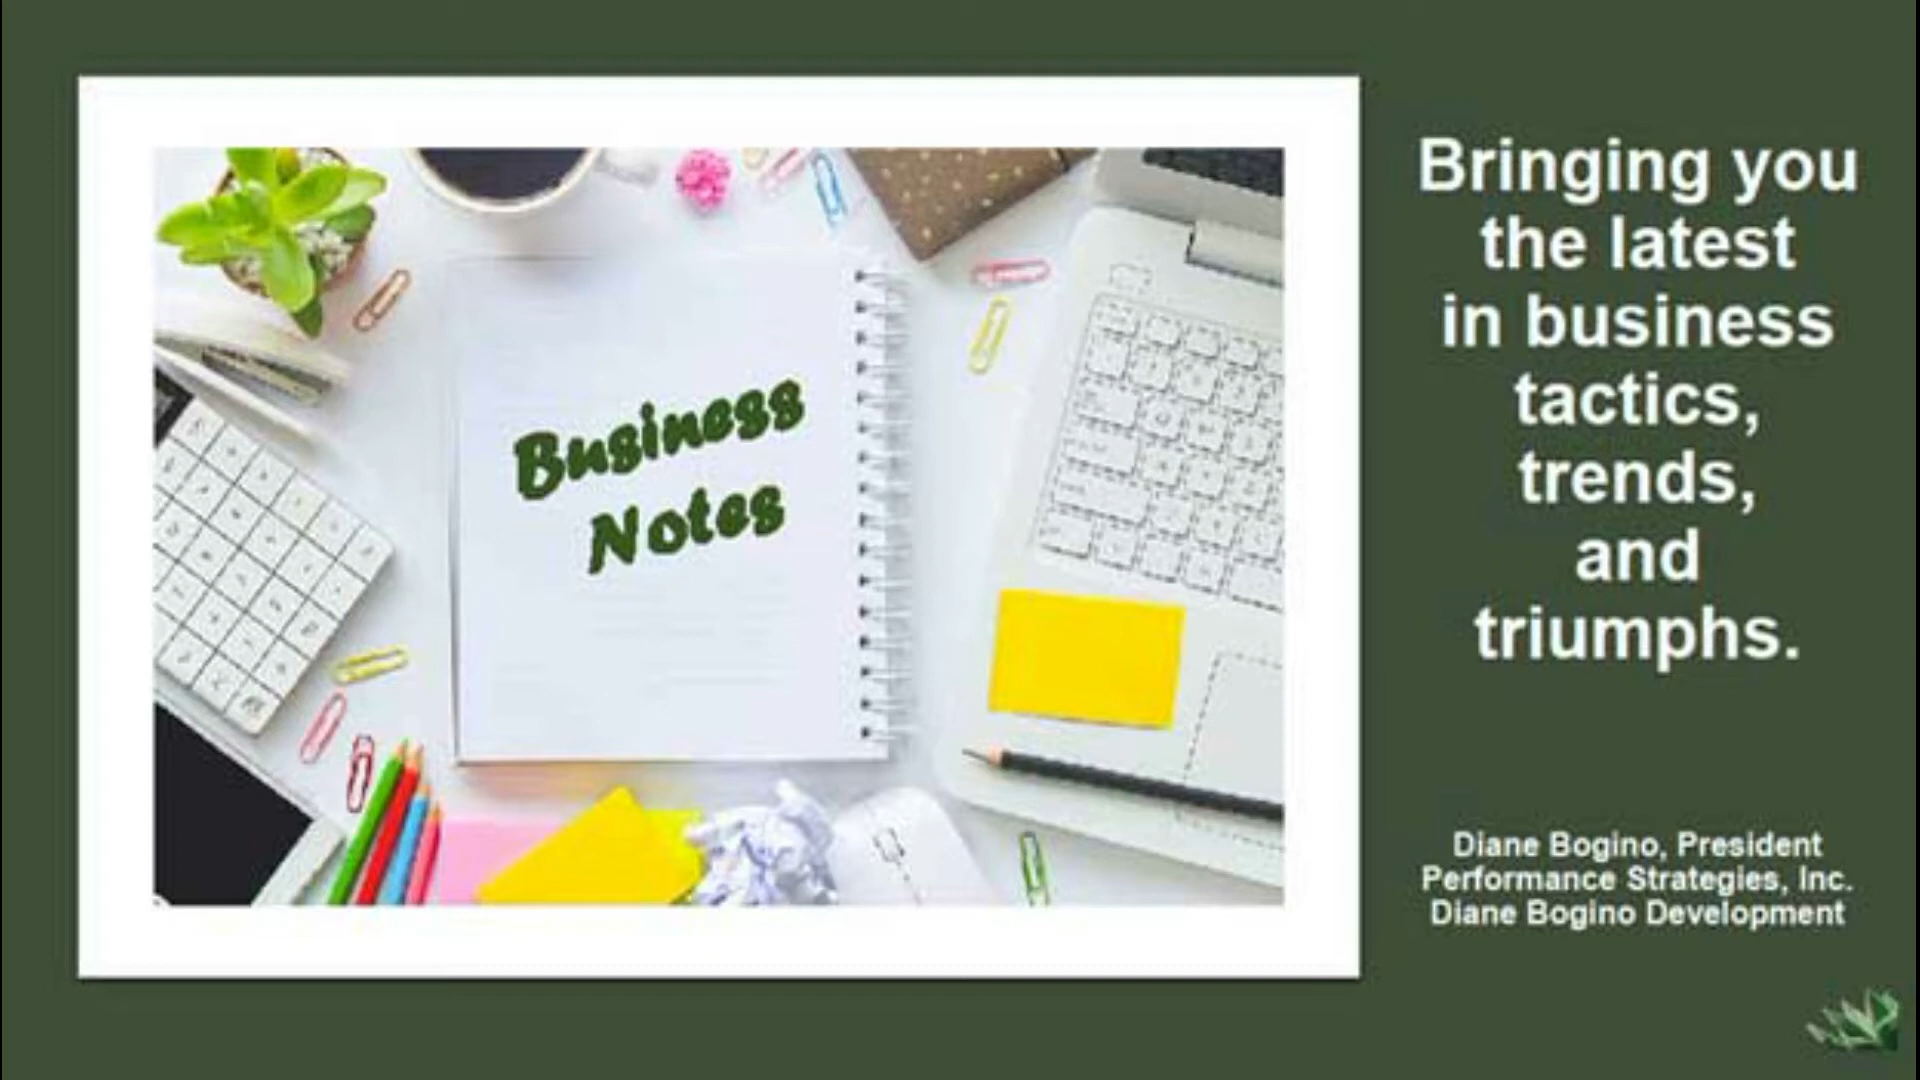 Business
Notes
Bringing you
the latest
in business
tactics,
trends,
and
triumphs.
Diane Bogino, President
Performance Strategies, Inc.
Diane Bogino Development